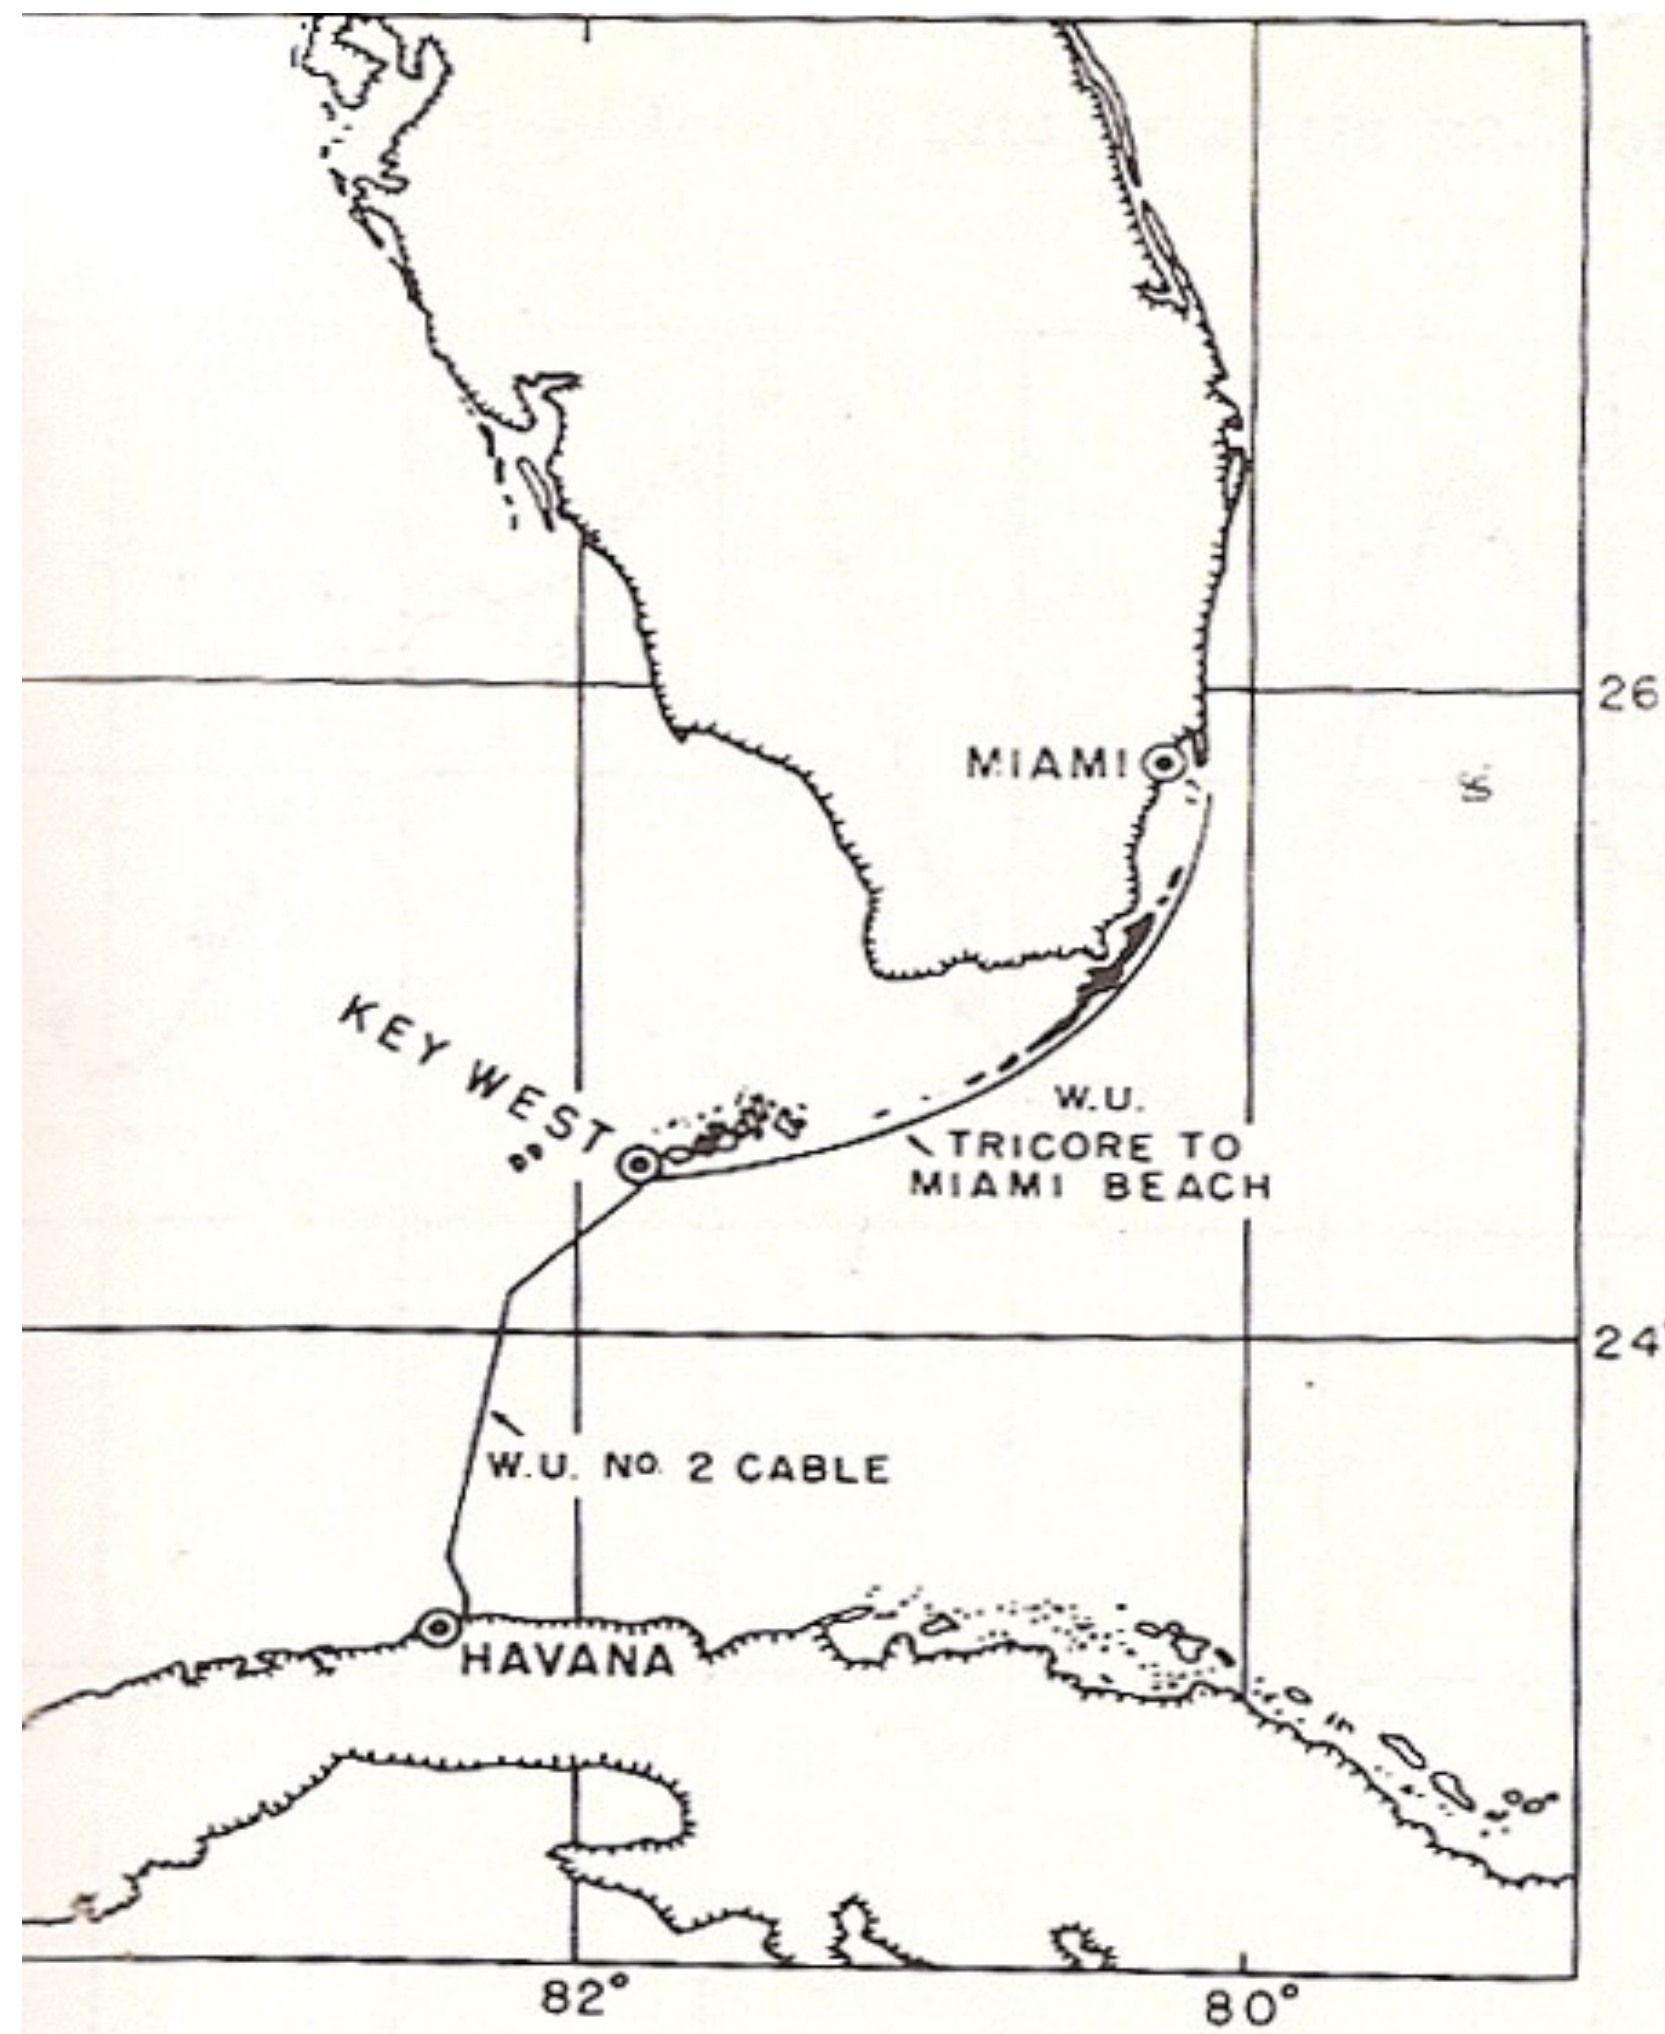 26
MIAMI
KEY WEST
W.U.
TRICORE TO
MIAMI BEACH
24
W.U. No. 2 CABLE
HAVANA
82°
80°